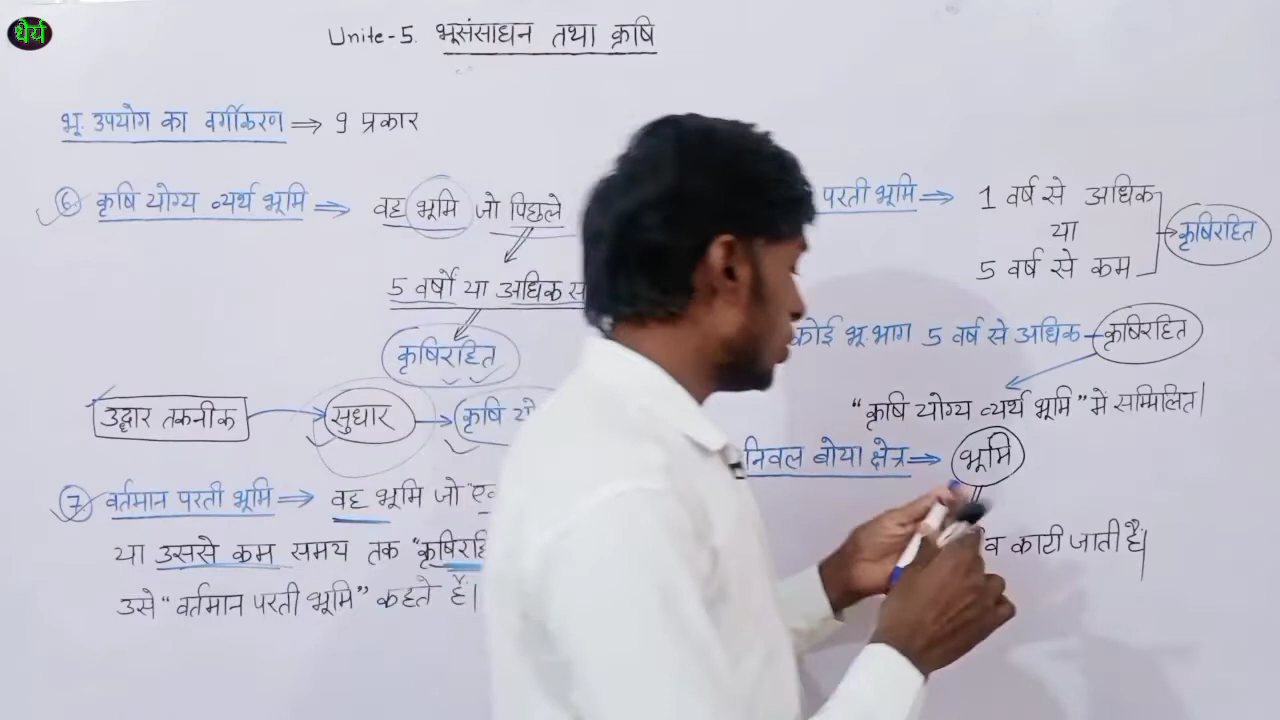 धैर्य
Unite-5. भूसंसाधन तथा कृषि
भू. उपयोग का वर्गीकरण ⇒ 9 प्रकार
⑥ कृषि योग्य व्यर्थ भूमि ⇒ वह भूमि जो पिछले
5 वर्षों या अधिक स
कृषिरहित
उद्धार तकनीक → सुधार → कृषि यो
⑦ वर्तमान परती भूमि ⇒ वह भूमि जो "एक
या उससे कम समय तक "कृषिरहि
उसे "वर्तमान परती भूमि" कहते हैं।
परती भूमि ⇒ 1 वर्ष से अधिक
या → कृषिरहित
5 वर्ष से कम
कोई भू.भाग 5 वर्ष से अधिक - कृषिरहित
"कृषि योग्य व्यर्थ भूमि" मे सम्मिलित।
निवल बोया क्षेत्र ⇒ भूमि
व काटी जाती है।